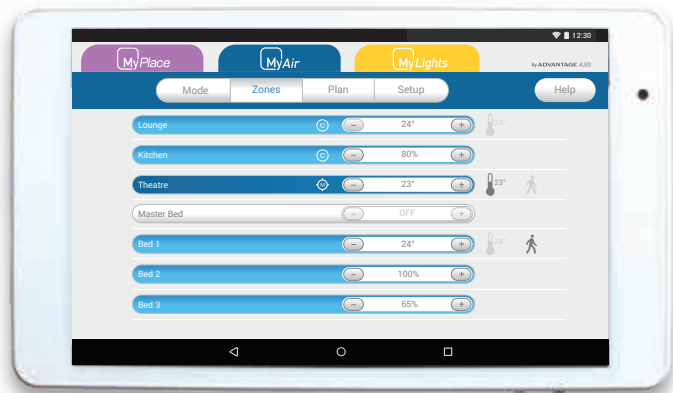 12:30
MyPlace MyAir MyLights by ADVANTAGE AIR
Mode Zones Plan Setup Help
Lounge C - 24° + 24°
Kitchen C - 80% +
Theatre M - 23° + 23°
Master Bed - OFF +
Bed 1 - 24° + 24°
Bed 2 - 100% +
Bed 3 - 65% +